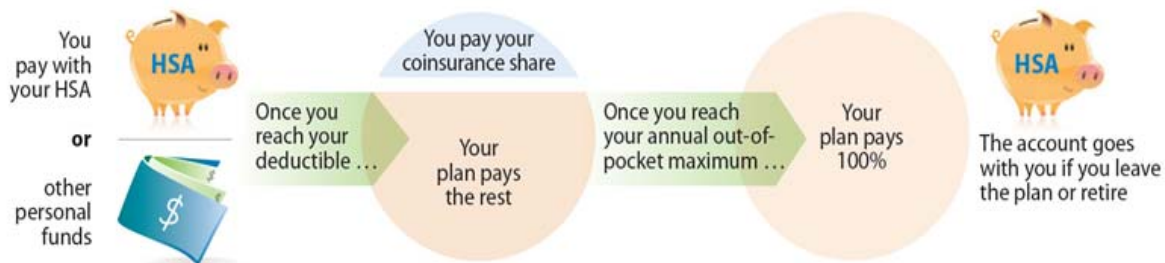 You
pay with
your HSA
HSA
or
other
personal
funds
$
$
$
Once you
reach your
deductible …
You pay your
coinsurance share
Your
plan pays
the rest
Once you reach
your annual out-of-
pocket maximum …
Your
plan pays
100%
HSA
The account goes
with you if you leave
the plan or retire